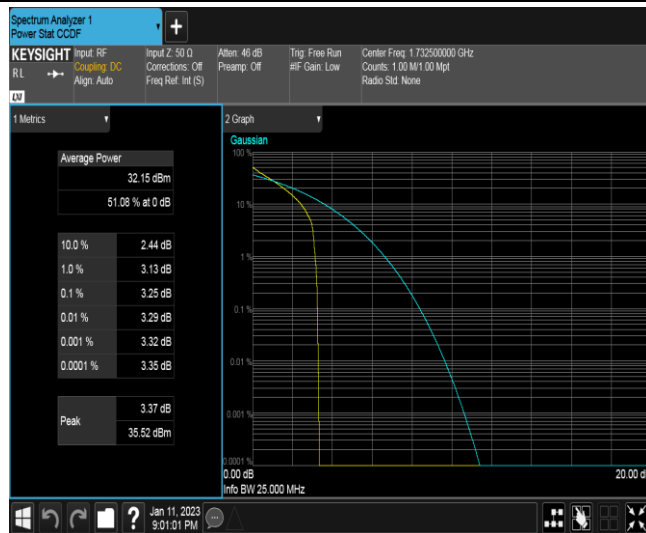 Spectrum Analyzer 1
Power Stat CCDF
KEYSIGHT
RL
Input: RF
Coupling: DC
Align: Auto
Input Z: 50 Ω
Corrections: Off
Freq Ref: Int (S)
Atten: 46 dB
Preamp: Off
Trig: Free Run
#IF Gain: Low
Center Freq: 1.732500000 GHz
Counts: 1.00 M/1.00 Mpt
Radio Std: None
1 Metrics
Average Power
32.15 dBm
51.08 % at 0 dB
10.0 % 2.44 dB
1.0 % 3.13 dB
0.1 % 3.25 dB
0.01 % 3.29 dB
0.001 % 3.32 dB
0.0001 % 3.35 dB
Peak
3.37 dB
35.52 dBm
2 Graph
Gaussian
100 %
10 %
1 %
0.1 %
0.01 %
0.001 %
0.0001 %
0.00 dB
20.00 d
Info BW 25.000 MHz
?
Jan 11, 2023
9:01:01 PM